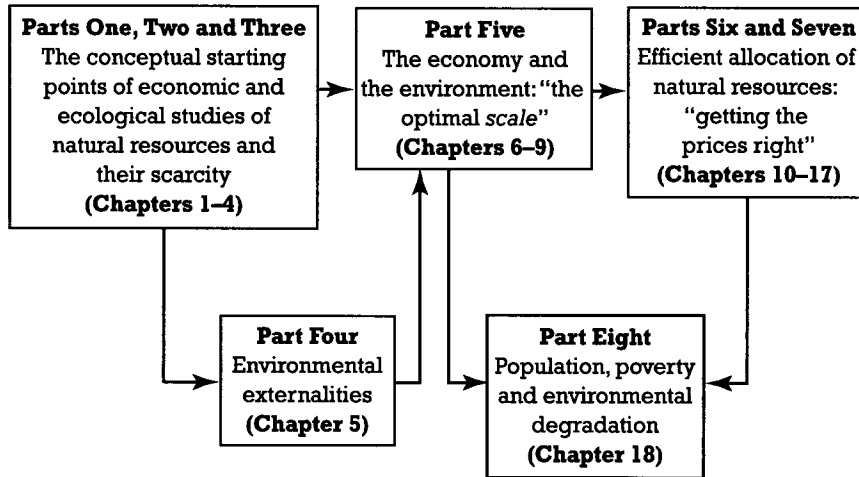 Parts One, Two and Three
The conceptual starting
points of economic and
ecological studies of
natural resources and
their scarcity
(Chapters 1–4)
Part Five
The economy and
the environment: “the
optimal scale”
(Chapters 6–9)
Parts Six and Seven
Efficient allocation of
natural resources:
“getting the
prices right”
(Chapters 10–17)
Part Four
Environmental
externalities
(Chapter 5)
Part Eight
Population, poverty
and environmental
degradation
(Chapter 18)